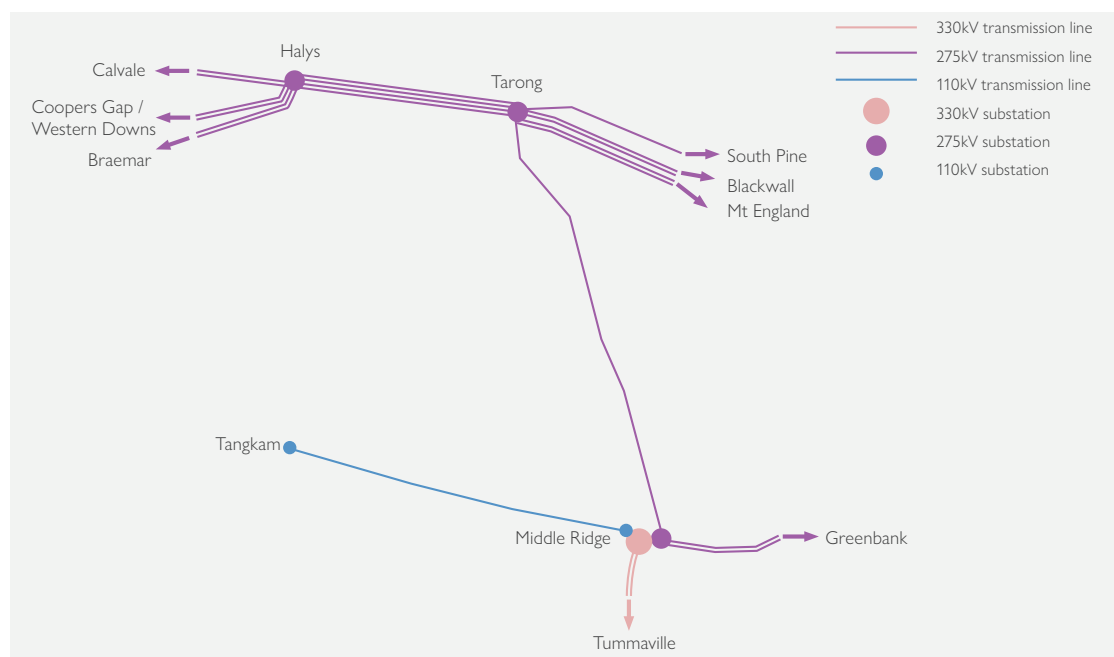 330kV transmission line
275kV transmission line
110kV transmission line
330kV substation
275kV substation
110kV substation
Halys
Calvale
Tarong
Coopers Gap /
Western Downs
Braemar
South Pine
Blackwall
Mt England
Tangkam
Middle Ridge
Greenbank
Tummaville